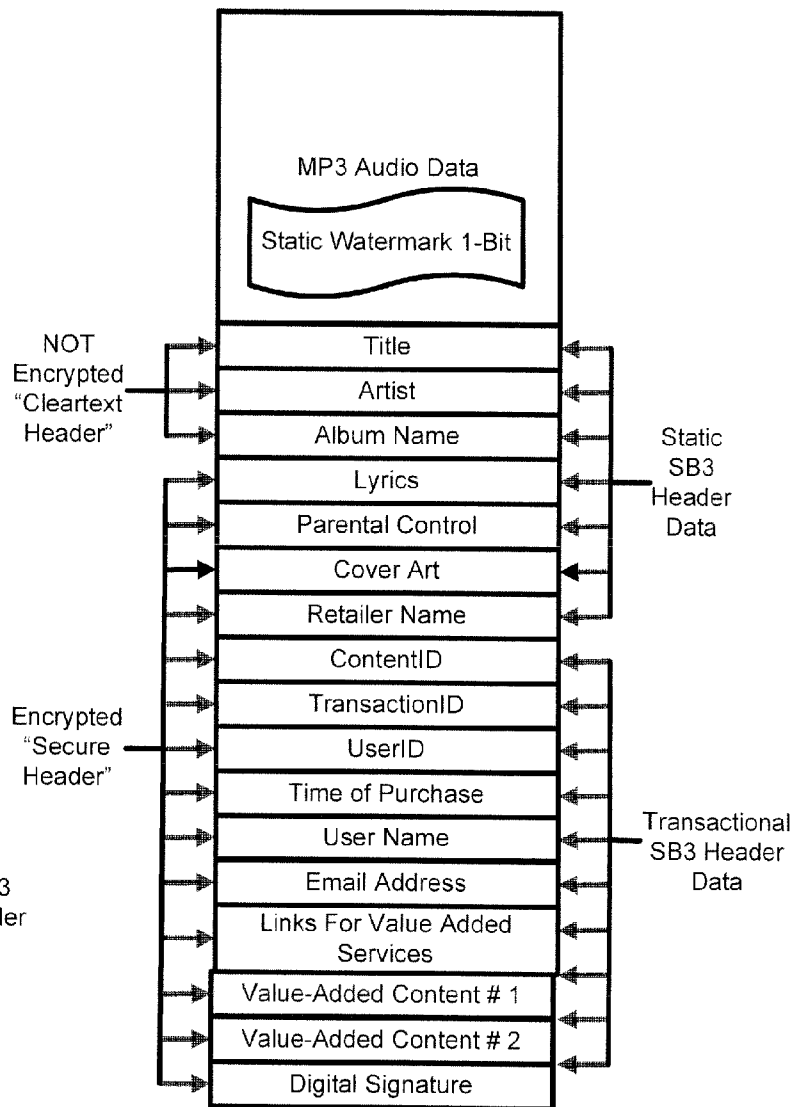 MP3 Audio Data
Static Watermark 1-Bit
NOT
Encrypted
“Cleartext
Header”
Title
Artist
Album Name
Lyrics
Parental Control
Cover Art
Retailer Name
ContentID
TransactionID
UserID
Time of Purchase
User Name
Email Address
Links For Value Added
Services
Value-Added Content # 1
Value-Added Content # 2
Digital Signature
Static
SB3
Header
Data
Encrypted
“Secure
Header”
Transactional
SB3 Header
Data
3